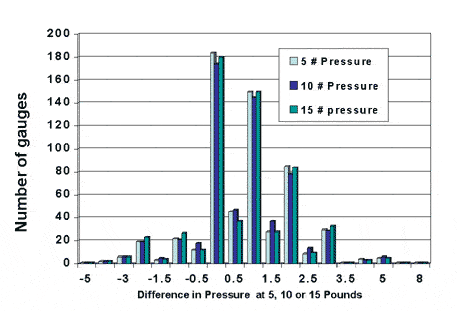 200
180
160
140
120
100
80
60
40
20
0
Number of gauges
5 # Pressure
10 # Pressure
15 # pressure
-5 -3 -2 -0.5 0.5 1.5 2.5 3.5 5 8
Difference in Pressure at 5, 10 or 15 Pounds